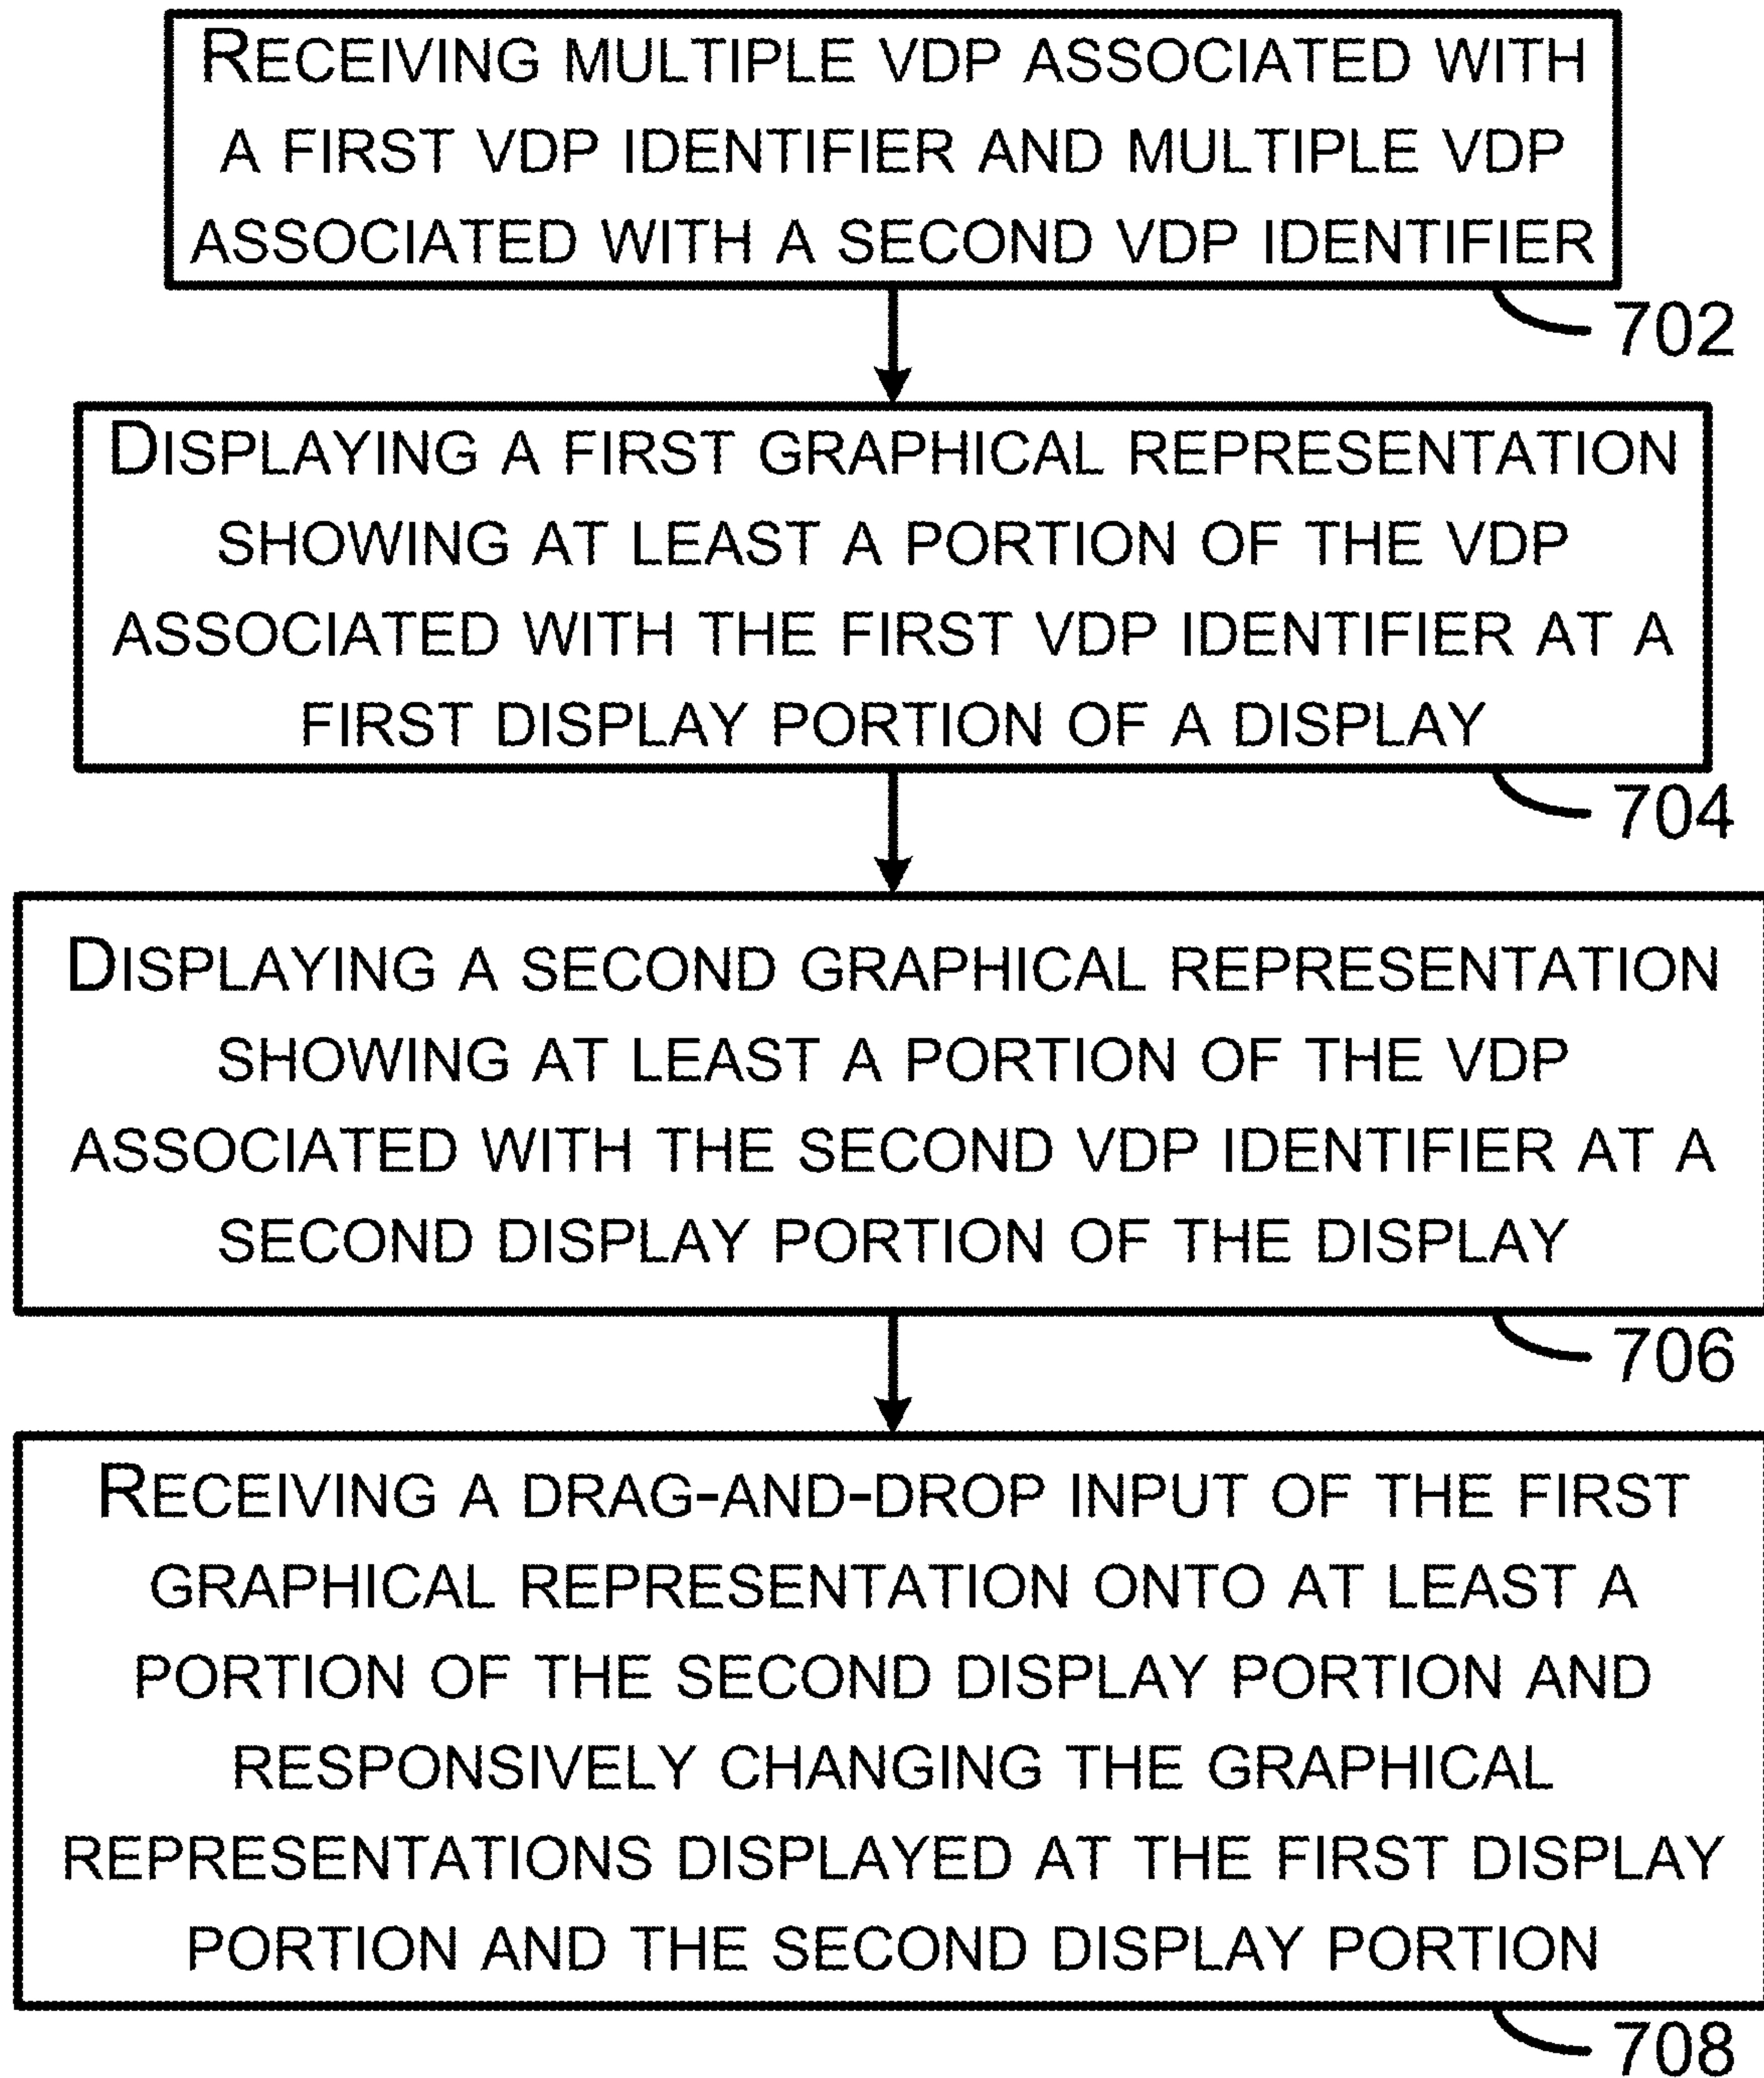 RECEIVING MULTIPLE VDP ASSOCIATED WITH
A FIRST VDP IDENTIFIER AND MULTIPLE VDP
ASSOCIATED WITH A SECOND VDP IDENTIFIER
702
DISPLAYING A FIRST GRAPHICAL REPRESENTATION
SHOWING AT LEAST A PORTION OF THE VDP
ASSOCIATED WITH THE FIRST VDP IDENTIFIER AT A
FIRST DISPLAY PORTION OF A DISPLAY
704
DISPLAYING A SECOND GRAPHICAL REPRESENTATION
SHOWING AT LEAST A PORTION OF THE VDP
ASSOCIATED WITH THE SECOND VDP IDENTIFIER AT A
SECOND DISPLAY PORTION OF THE DISPLAY
706
RECEIVING A DRAG-AND-DROP INPUT OF THE FIRST
GRAPHICAL REPRESENTATION ONTO AT LEAST A
PORTION OF THE SECOND DISPLAY PORTION AND
RESPONSIVELY CHANGING THE GRAPHICAL
REPRESENTATIONS DISPLAYED AT THE FIRST DISPLAY
PORTION AND THE SECOND DISPLAY PORTION
708